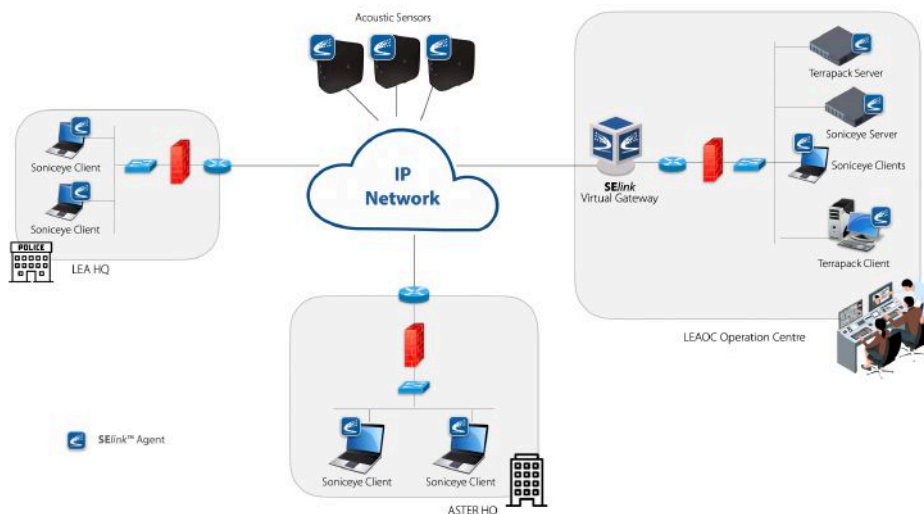 Acoustic Sensors
Terrapack Server
Soniceye Server
Soniceye Clients
SElink
Virtual Gateway
Terrapack Client
LEAOC Operation Centre
IP
Network
Soniceye Client
Soniceye Client
POLICE
LEA HQ
SElink™ Agent
Soniceye Client
Soniceye Client
ASTER HQ